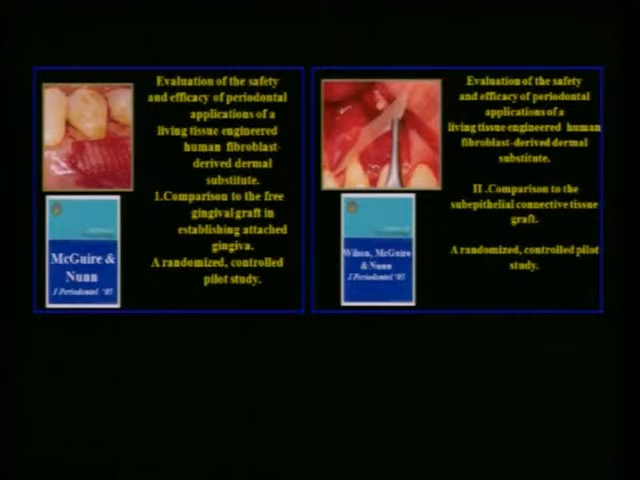 Evaluation of the safety
and efficacy of periodontal
applications of a
living tissue engineered
human fibroblast-
derived dermal
substitute.
1.Comparison to the free
gingival graft in
establishing attached
gingiva.
A randomized, controlled
pilot study.
McGuire &
Nunn
J Periodontol '05
Evaluation of the safety
and efficacy of periodontal
applications of a
living tissue engineered human
fibroblast-derived dermal
substitute.
II .Comparison to the
subepithelial connective tissue
graft.
A randomized, controlled pilot
study.
Wilson, McGuire
& Nunn
J Periodontol '05